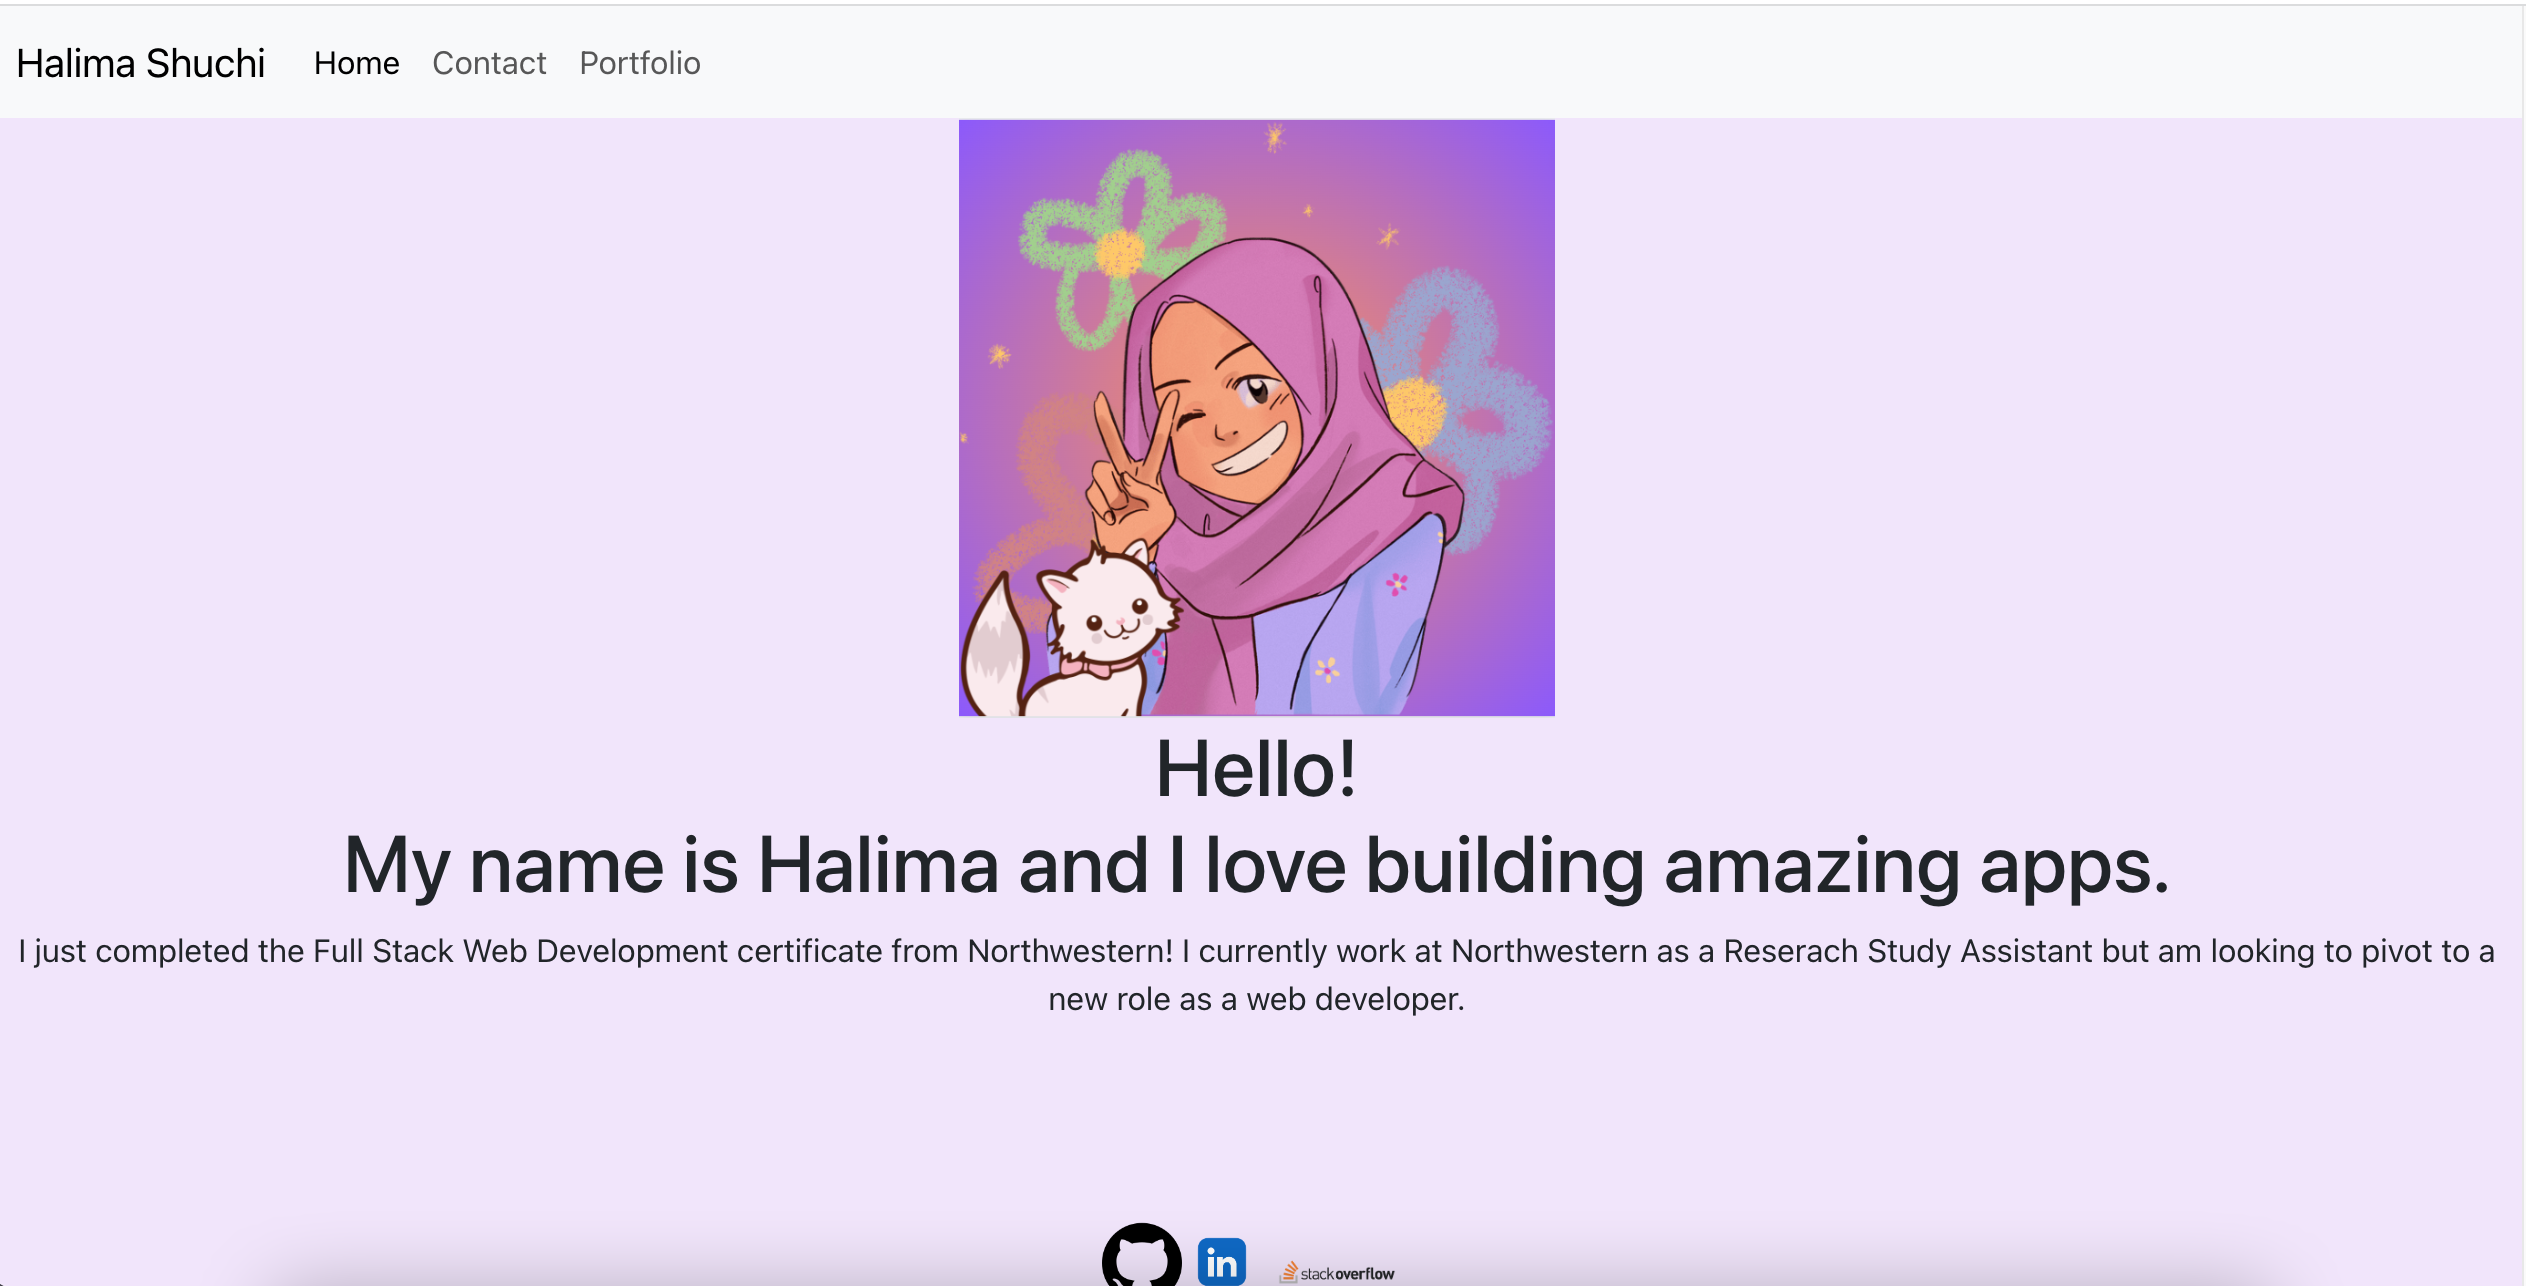 Halima Shuchi Home Contact Portfolio
Hello!
My name is Halima and I love building amazing apps.
I just completed the Full Stack Web Development certificate from Northwestern! I currently work at Northwestern as a Reserach Study Assistant but am looking to pivot to a
new role as a web developer.
in stackoverflow